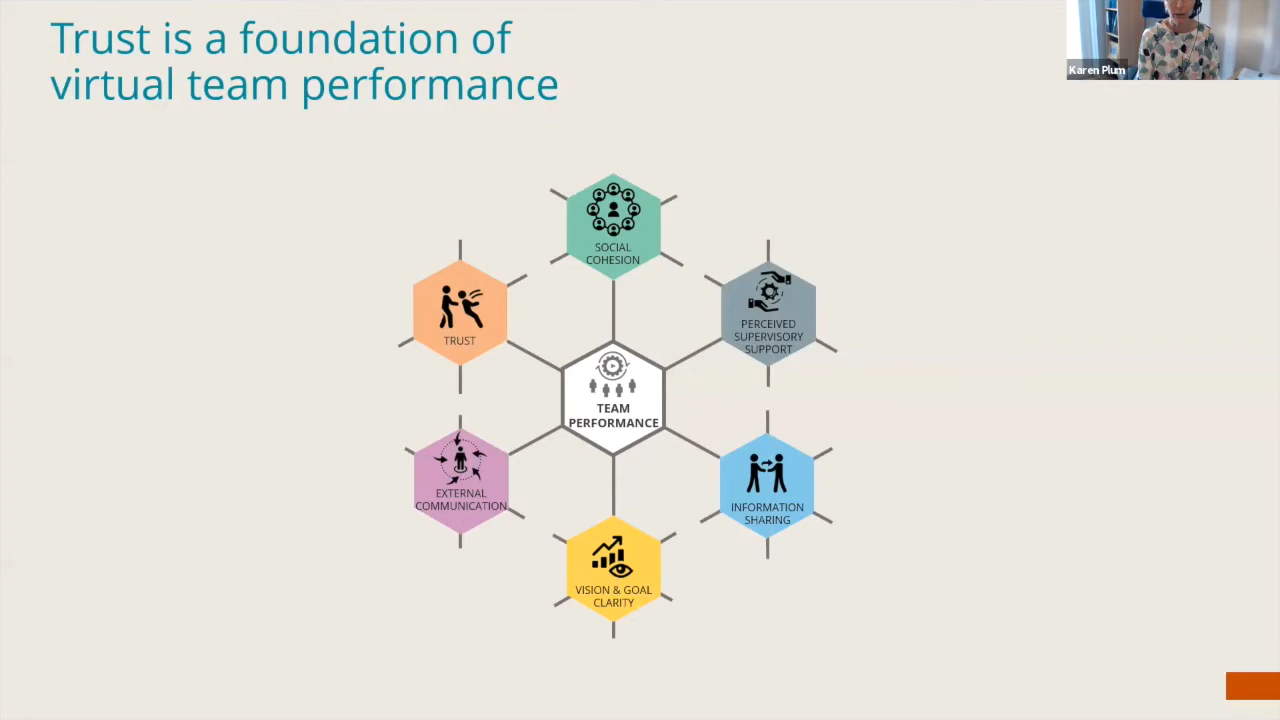 Trust is a foundation of
virtual team performance
Karen Plum
SOCIAL
COHESION
TRUST
PERCEIVED
SUPERVISORY
SUPPORT
TEAM
PERFORMANCE
EXTERNAL
COMMUNICATION
INFORMATION
SHARING
VISION & GOAL
CLARITY